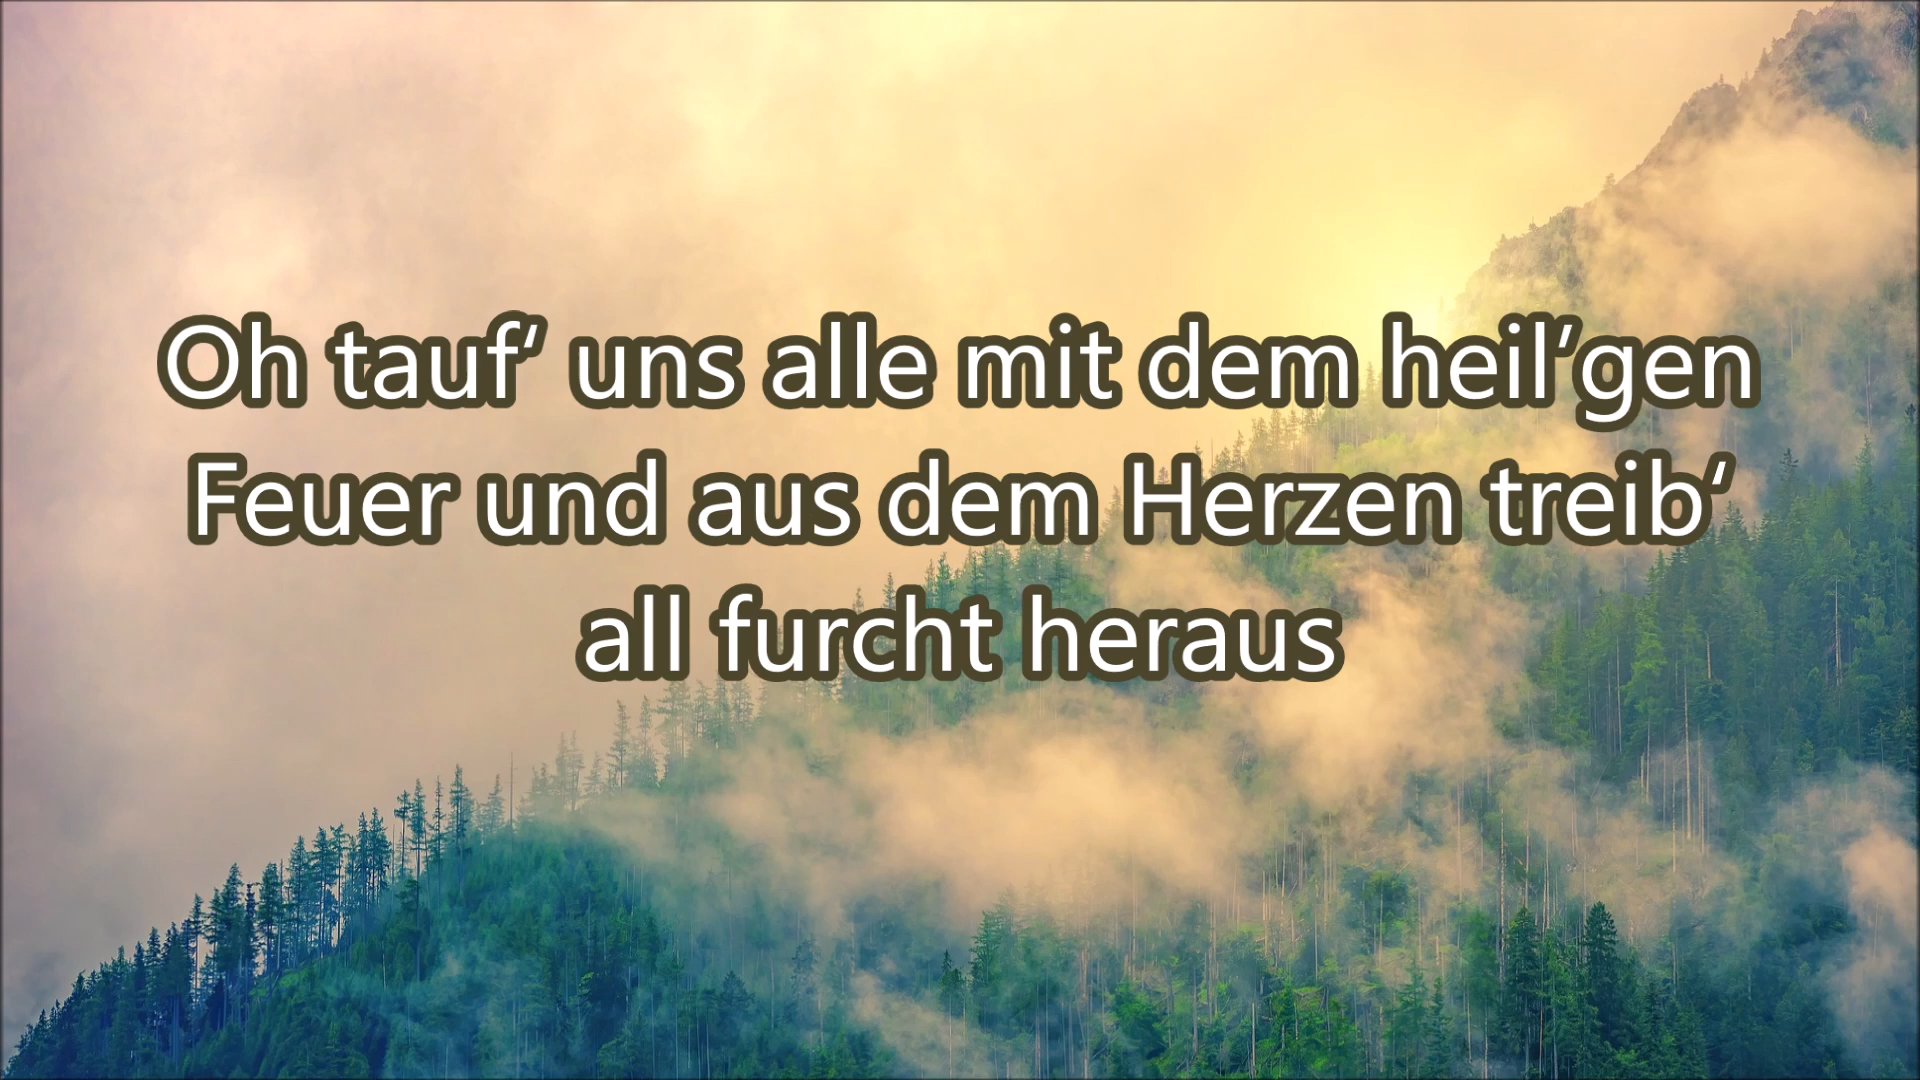 Oh tauf‘ uns alle mit dem heil’gen
Feuer und aus dem Herzen treib‘
all furcht heraus